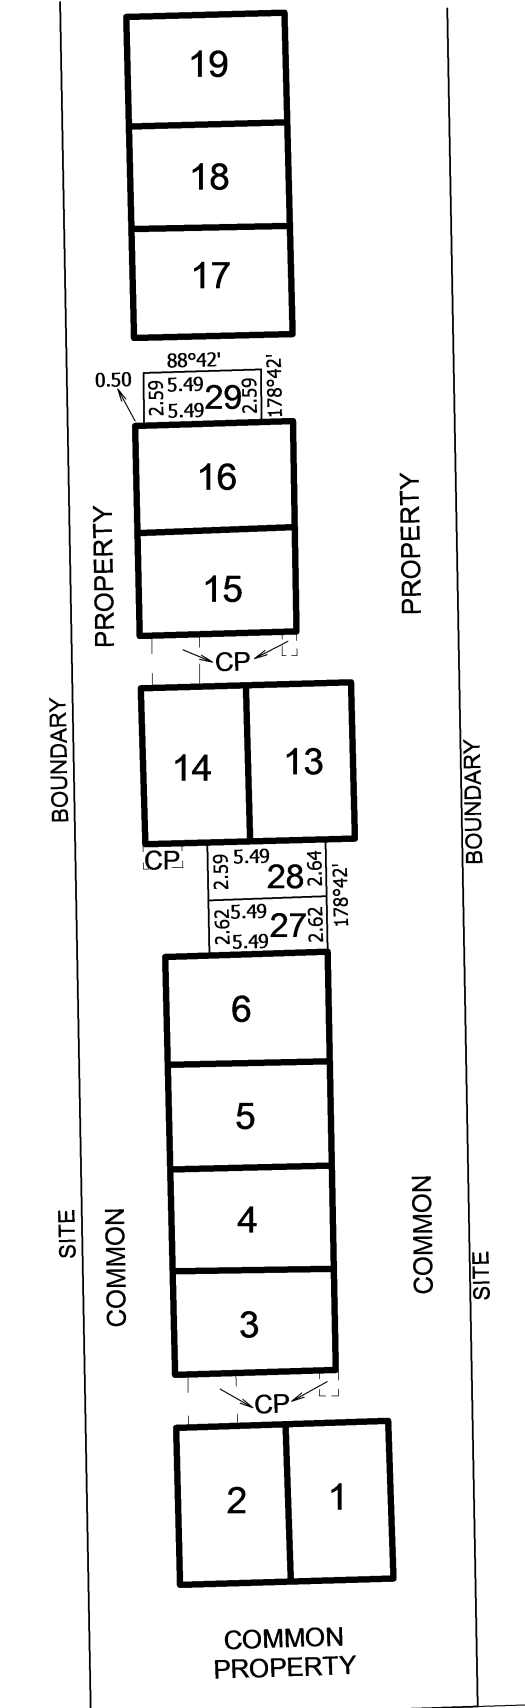 19
18
17
88°42'
0.50
2.59
5.49
5.49
29
2.59
178°42'
16
15
PROPERTY
PROPERTY
CP
BOUNDARY
BOUNDARY
14
13
CP
2.59
5.49
28
2.64
178°42'
2.62
5.49
5.49
27
2.62
6
5
4
3
SITE
COMMON
COMMON
SITE
CP
2
1
COMMON
PROPERTY